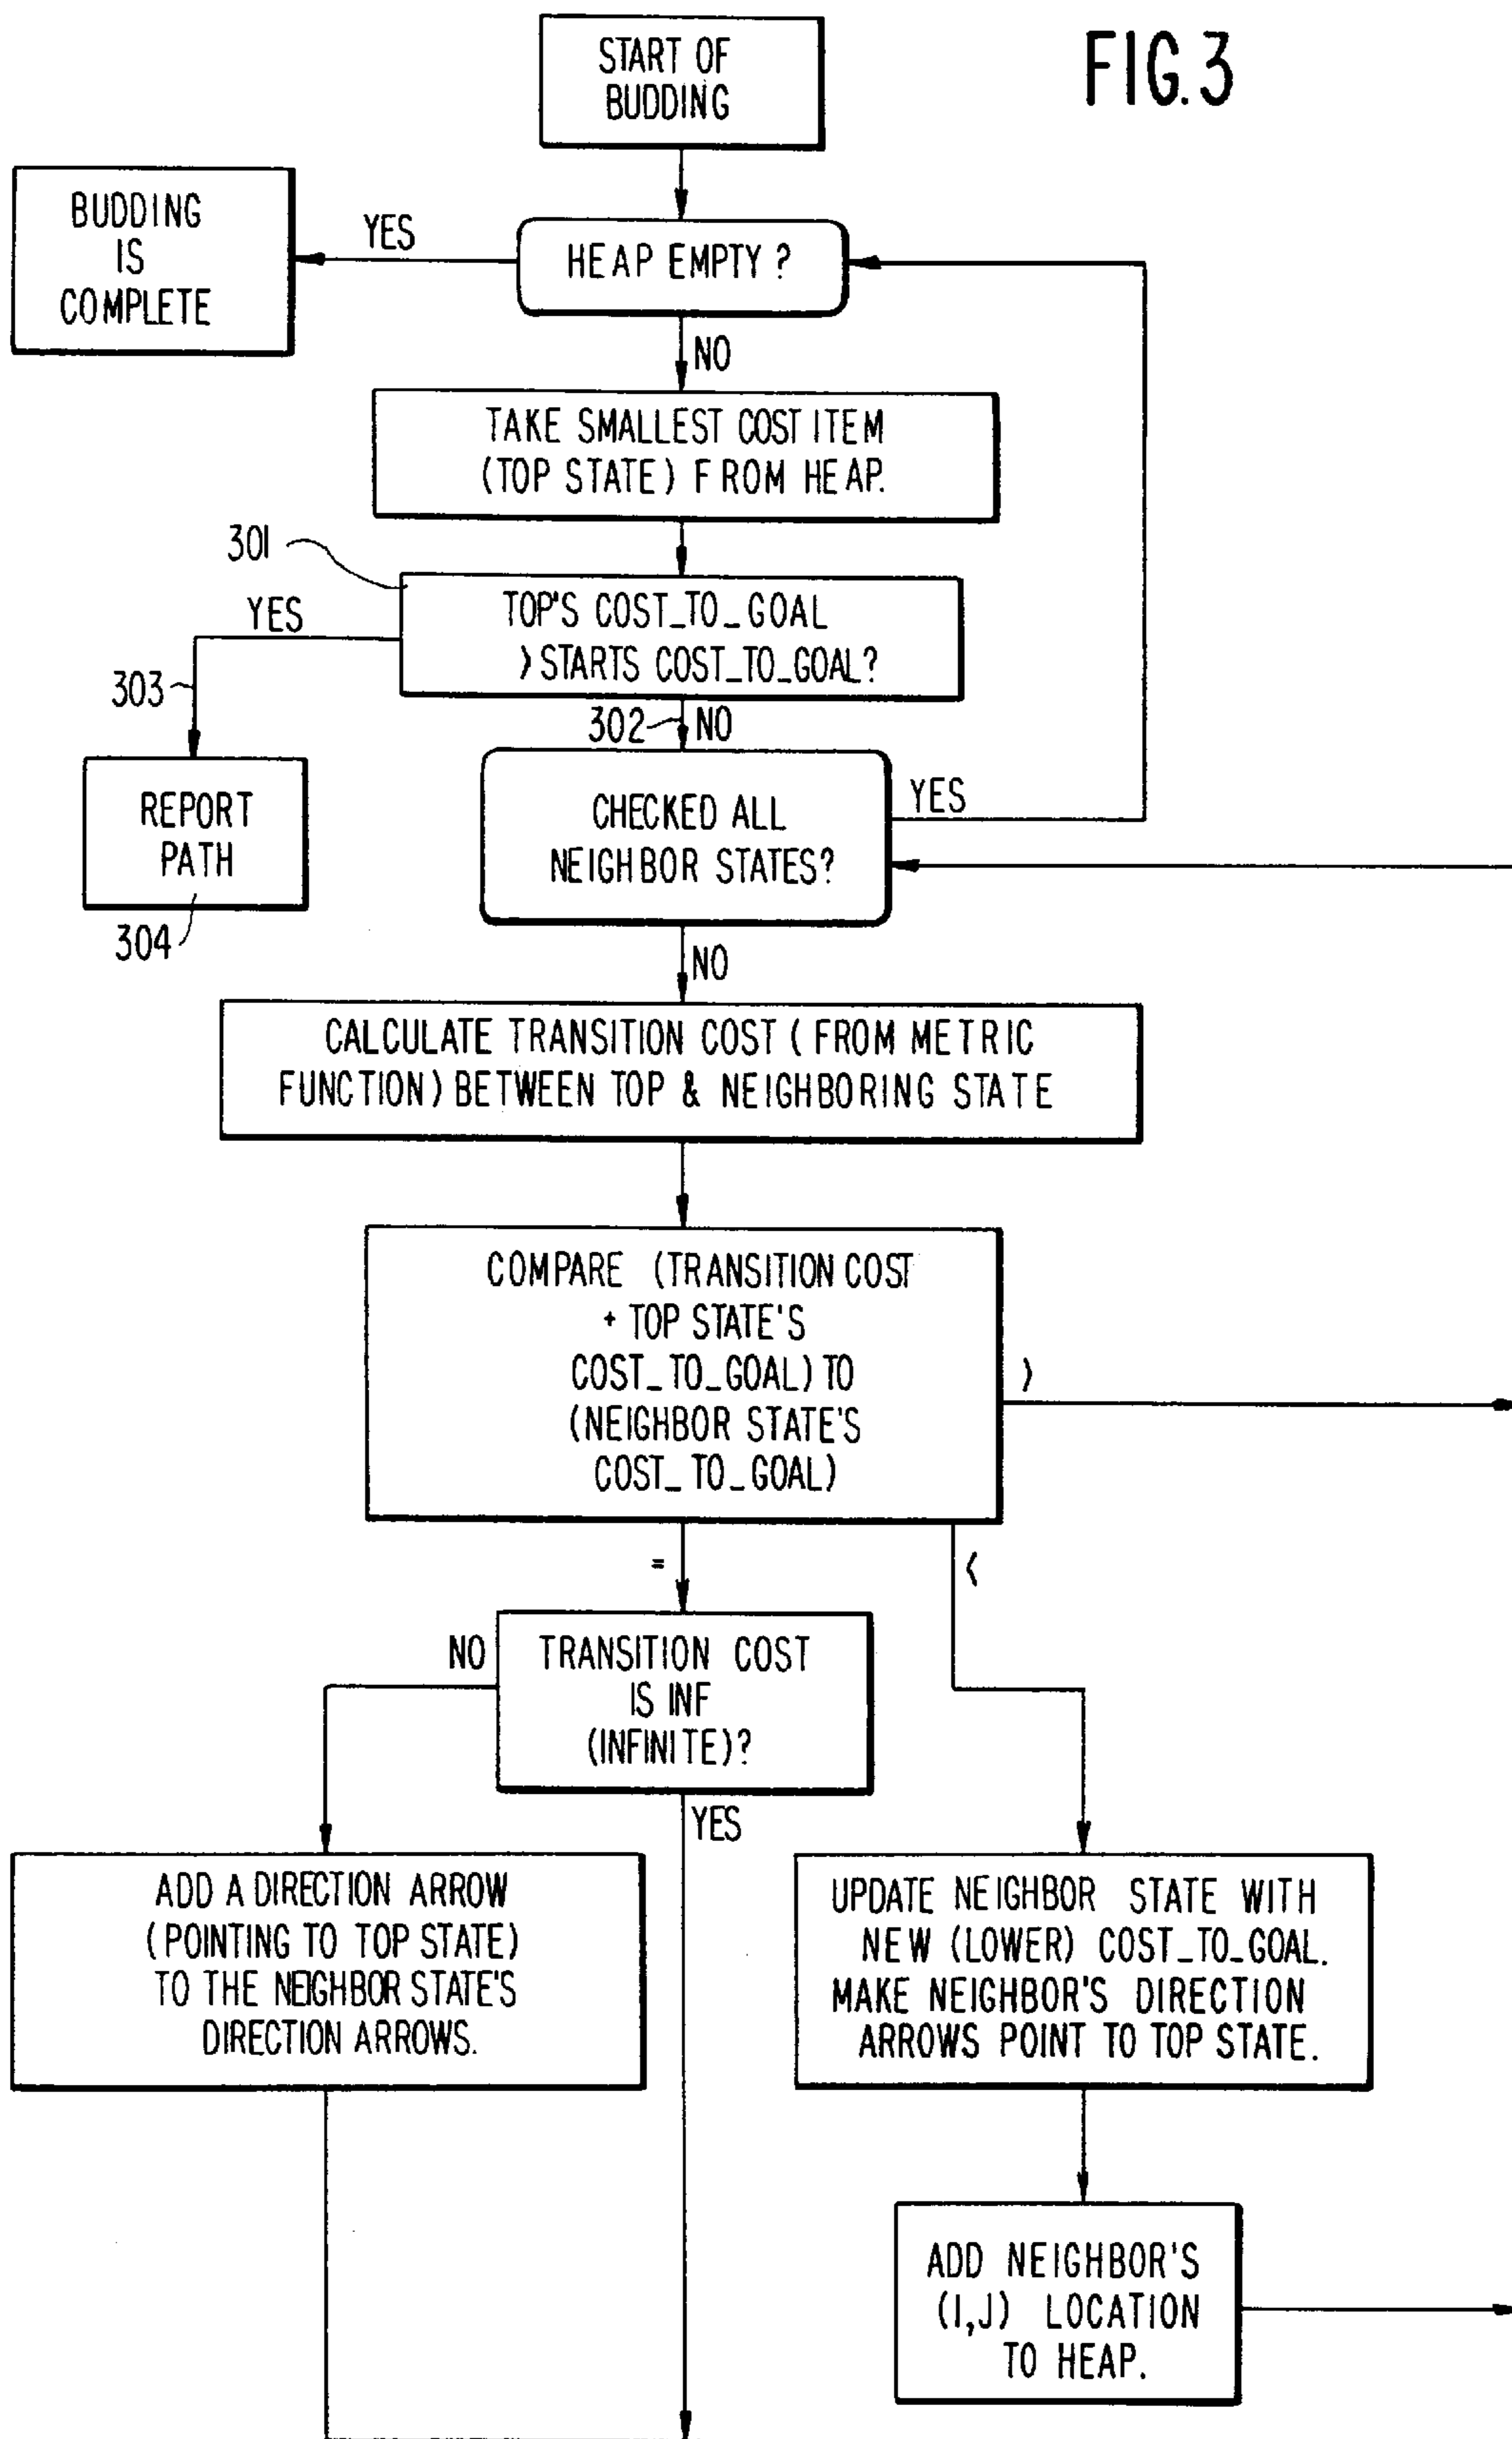 FIG. 3
START OF
BUDDING
BUDDING
IS
COMPLETE
YES
HEAP EMPTY ?
NO
TAKE SMALLEST COST ITEM
(TOP STATE) FROM HEAP.
301
YES
TOP'S COST_TO_GOAL
>STARTS COST_TO_GOAL?
303
302
NO
REPORT
PATH
304
CHECKED ALL
NEIGHBOR STATES?
YES
NO
CALCULATE TRANSITION COST (FROM METRIC
FUNCTION) BETWEEN TOP & NEIGHBORING STATE
COMPARE (TRANSITION COST
+ TOP STATE'S
COST_TO_GOAL) TO
(NEIGHBOR STATE'S
COST_TO_GOAL)
>
=
<
NO
TRANSITION COST
IS INF
(INFINITE)?
YES
ADD A DIRECTION ARROW
(POINTING TO TOP STATE)
TO THE NEIGHBOR STATE'S
DIRECTION ARROWS.
UPDATE NEIGHBOR STATE WITH
NEW (LOWER) COST_TO_GOAL.
MAKE NEIGHBOR'S DIRECTION
ARROWS POINT TO TOP STATE.
ADD NEIGHBOR'S
(I,J) LOCATION
TO HEAP.